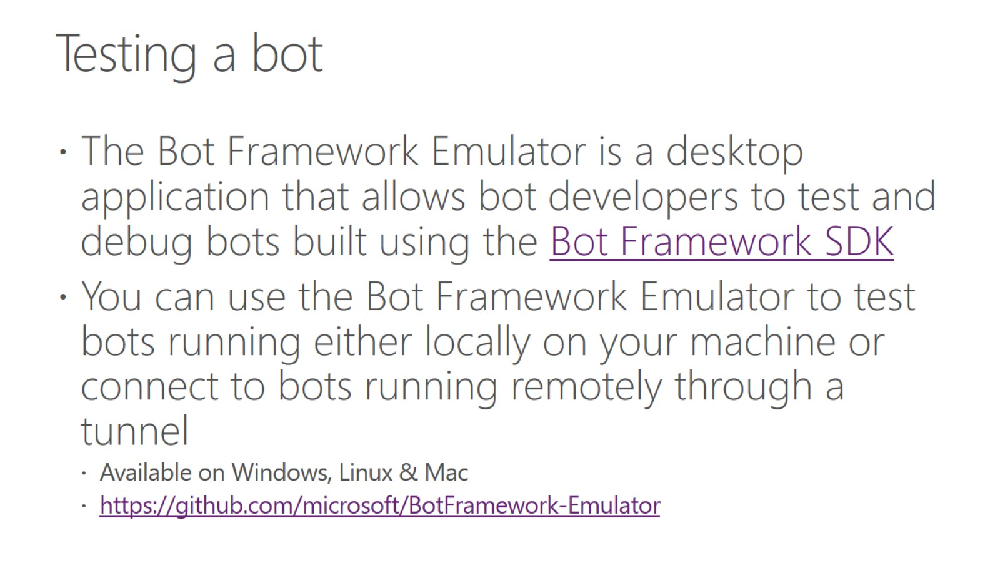 Testing a bot
• The Bot Framework Emulator is a desktop
application that allows bot developers to test and
debug bots built using the Bot Framework SDK
• You can use the Bot Framework Emulator to test
bots running either locally on your machine or
connect to bots running remotely through a
tunnel
• Available on Windows, Linux & Mac
• https://github.com/microsoft/BotFramework-Emulator